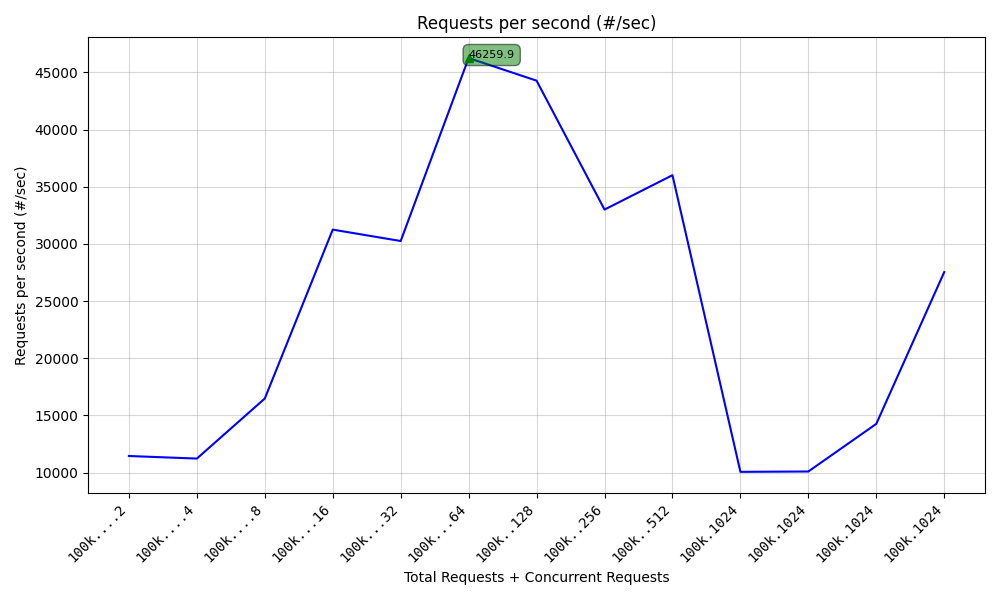 Requests per second (#/sec)
46259.9
45000
40000
35000
30000
25000
20000
15000
10000
Requests per second (#/sec)
100k....2
100k....4
100k....8
100k...16
100k...32
100k...64
100k..128
100k..256
100k..512
100k.1024
100k.1024
100k.1024
100k.1024
Total Requests + Concurrent Requests